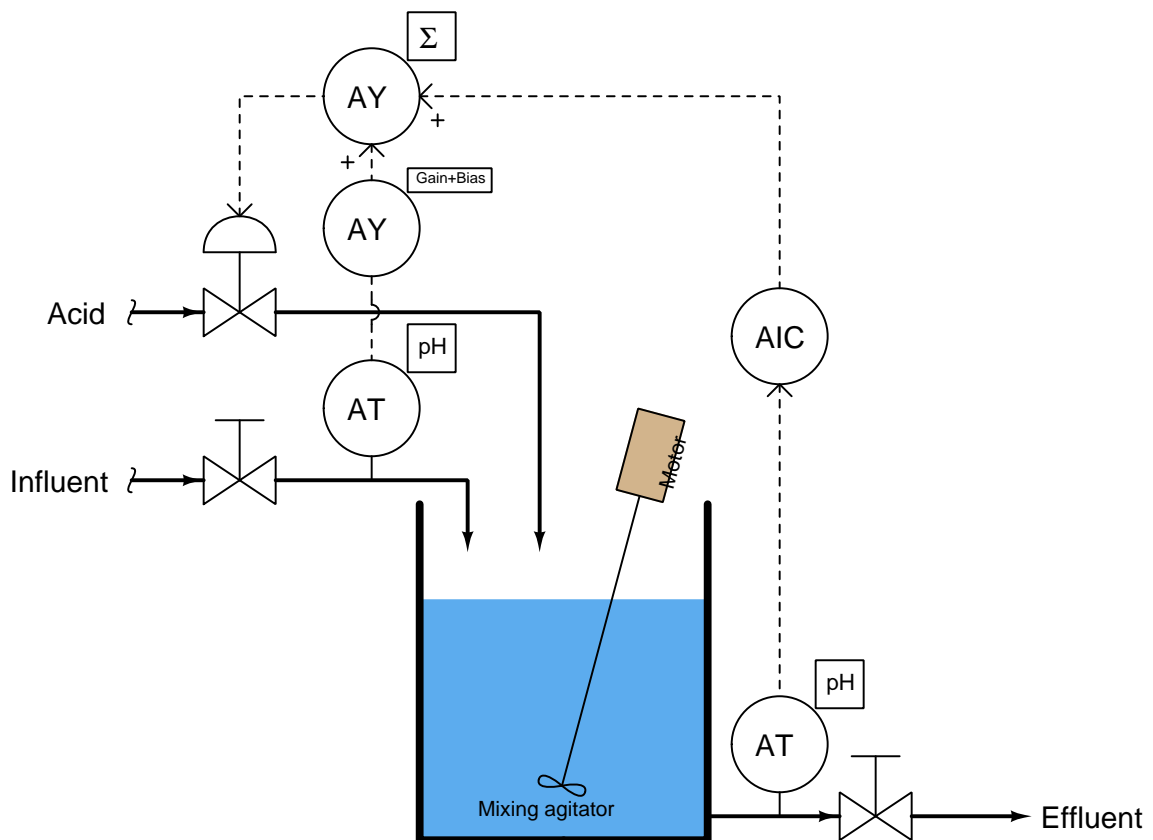 Σ
AY
+
+
Gain+Bias
AY
Acid
pH
AIC
AT
Motor
Influent
pH
AT
Mixing agitator
Effluent